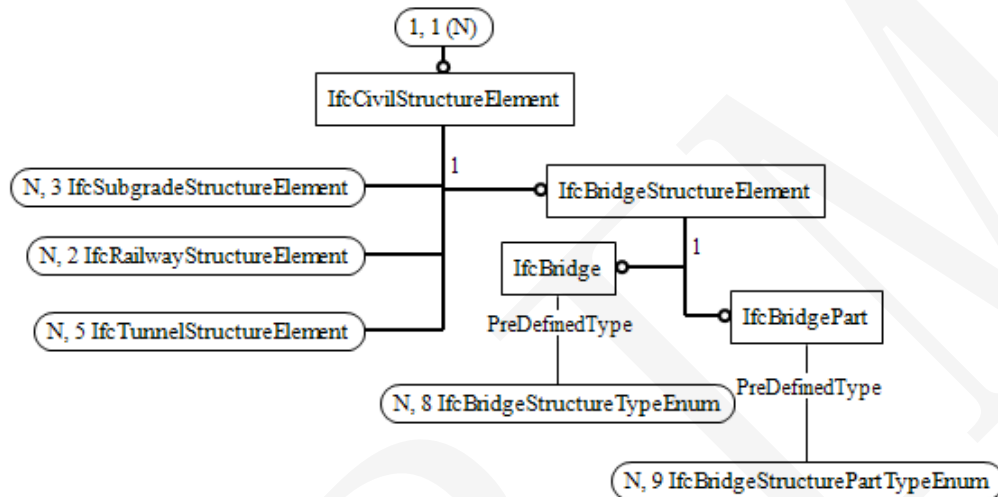 1, 1 (N)
IfcCivilStructureElement
1
N, 3 IfcSubgradeStructureElement
IfcBridgeStructureElement
N, 2 IfcRailwayStructureElement
IfcBridge
1
N, 5 IfcTunnelStructureElement
PreDefinedType
IfcBridgePart
PreDefinedType
N, 8 IfcBridgeStructureTypeEnum
N, 9 IfcBridgeStructurePartTypeEnum